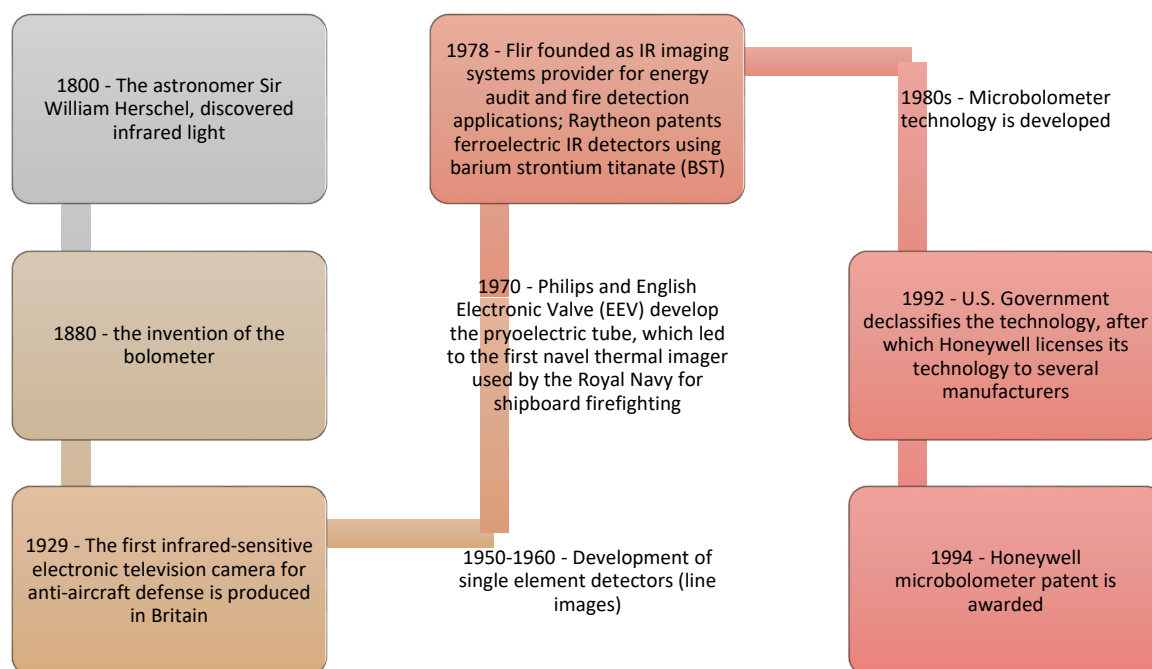 1800 - The astronomer Sir
William Herschel, discovered
infrared light
1880 - the invention of the
bolometer
1929 - The first infrared-sensitive
electronic television camera for
anti-aircraft defense is produced
in Britain
1950-1960 - Development of
single element detectors (line
images)
1970 - Philips and English
Electronic Valve (EEV) develop
the pryoelectric tube, which led
to the first navel thermal imager
used by the Royal Navy for
shipboard firefighting
1978 - Flir founded as IR imaging
systems provider for energy
audit and fire detection
applications; Raytheon patents
ferroelectric IR detectors using
barium strontium titanate (BST)
1980s - Microbolometer
technology is developed
1992 - U.S. Government
declassifies the technology, after
which Honeywell licenses its
technology to several
manufacturers
1994 - Honeywell
microbolometer patent is
awarded